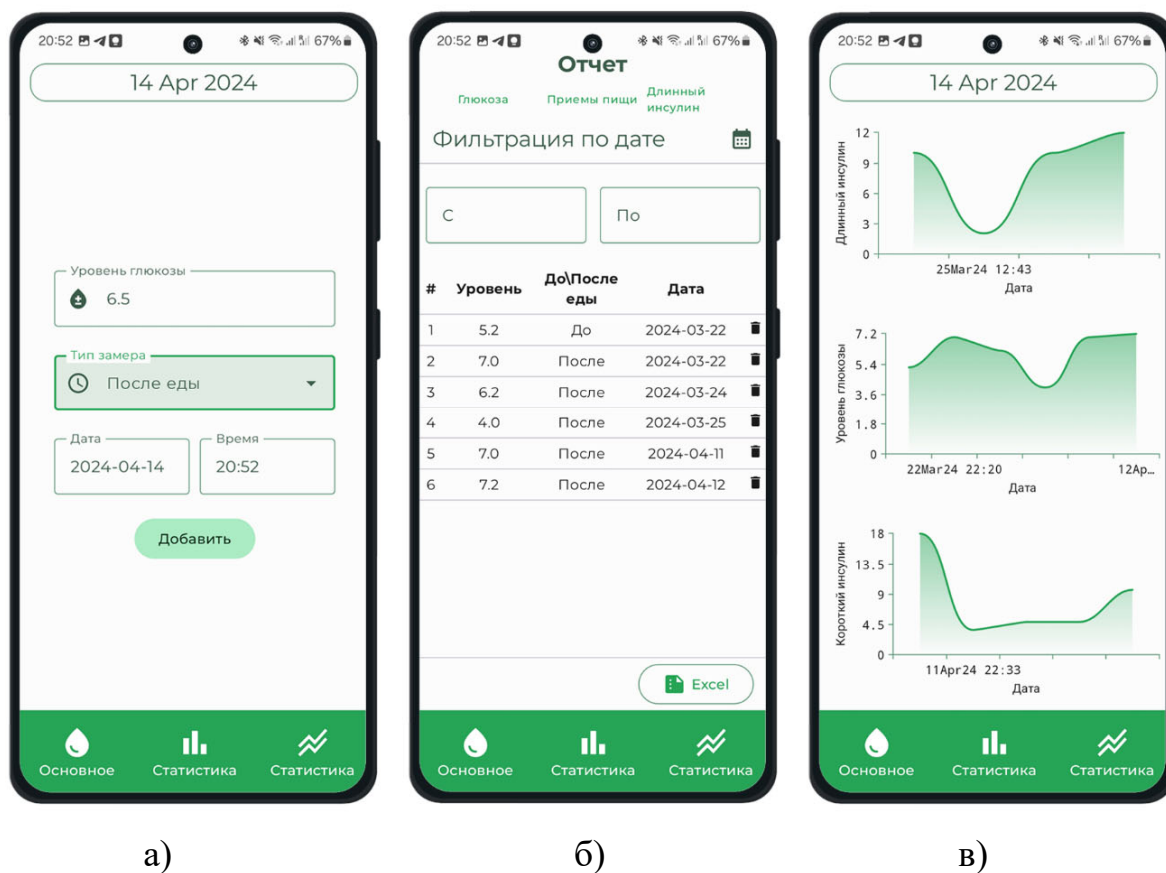 20:52 67%
14 Apr 2024
Уровень глюкозы
6.5
Тип замера
После еды
Дата Время
2024-04-14 20:52
Добавить
Основное Статистика Статистика
а)
20:52 67%
Отчет
Глюкоза Приемы пищи Длинный инсулин
Фильтрация по дате
С По
# Уровень До\После еды Дата
1 5.2 До 2024-03-22
2 7.0 После 2024-03-22
3 6.2 После 2024-03-24
4 4.0 После 2024-03-25
5 7.0 После 2024-04-11
6 7.2 После 2024-04-12
Excel
Основное Статистика Статистика
б)
20:52 67%
14 Apr 2024
Длинный инсулин
12
9
6
3
0
25Mar24 12:43
Дата
Уровень глюкозы
7.2
5.4
3.6
1.8
0
22Mar24 22:20 12Ap…
Дата
Короткий инсулин
18
13.5
9
4.5
0
11Apr24 22:33
Дата
Основное Статистика Статистика
в)